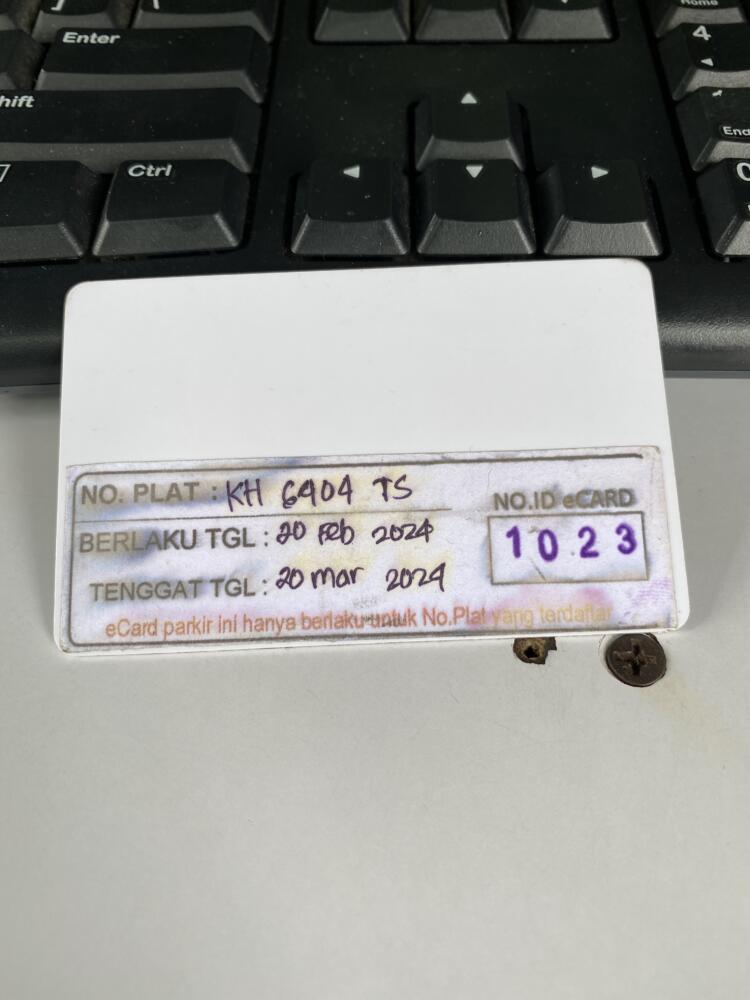 Home
Enter
4
Shift
End
Ctrl
0
NO. PLAT : KH 6404 TS
NO.ID eCARD
BERLAKU TGL : 20 Feb 2024
1023
TENGGAT TGL : 20 mar 2024
eCard parkir ini hanya berlaku untuk No.Plat yang terdaftar